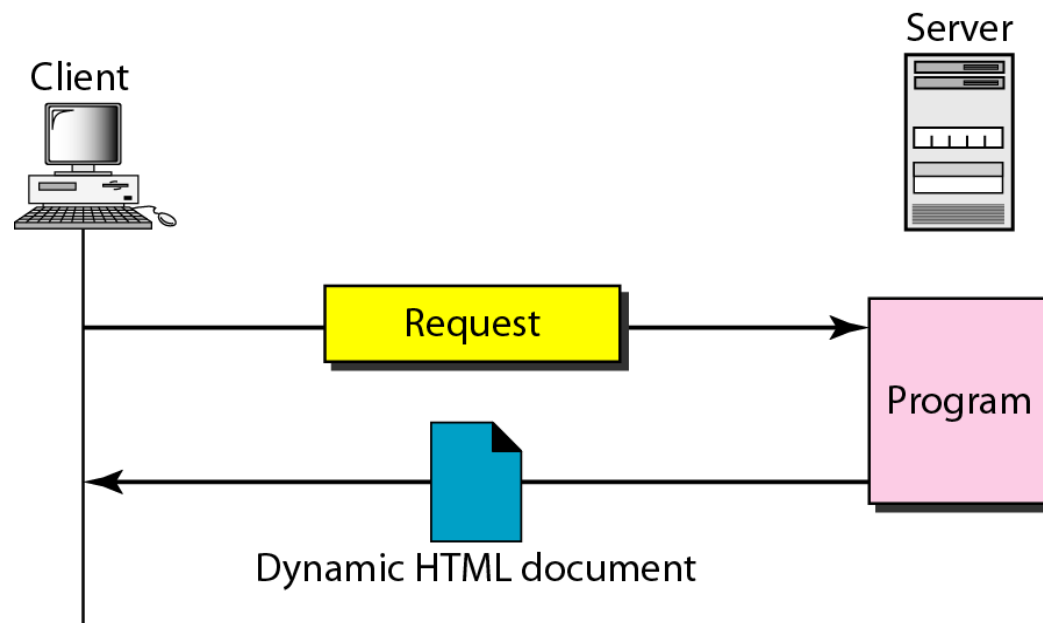 Server
Client
Request
Program
Dynamic HTML document